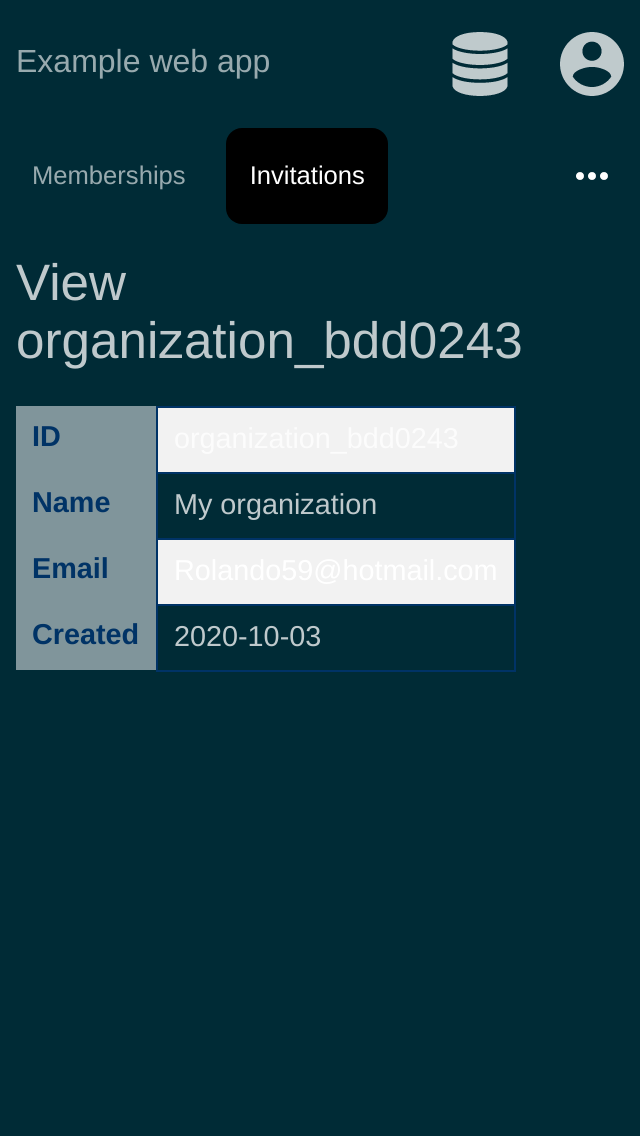 Example web app
Memberships Invitations
View
organization_bdd0243
ID organization_bdd0243
Name My organization
Email Rolando59@hotmail.com
Created 2020-10-03